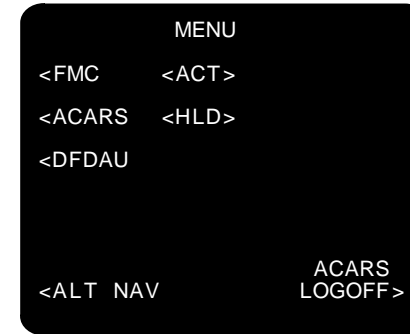 MENU
<FMC <ACT>
<ACARS <HLD>
<DFDAU
ACARS
<ALT NAV LOGOFF>